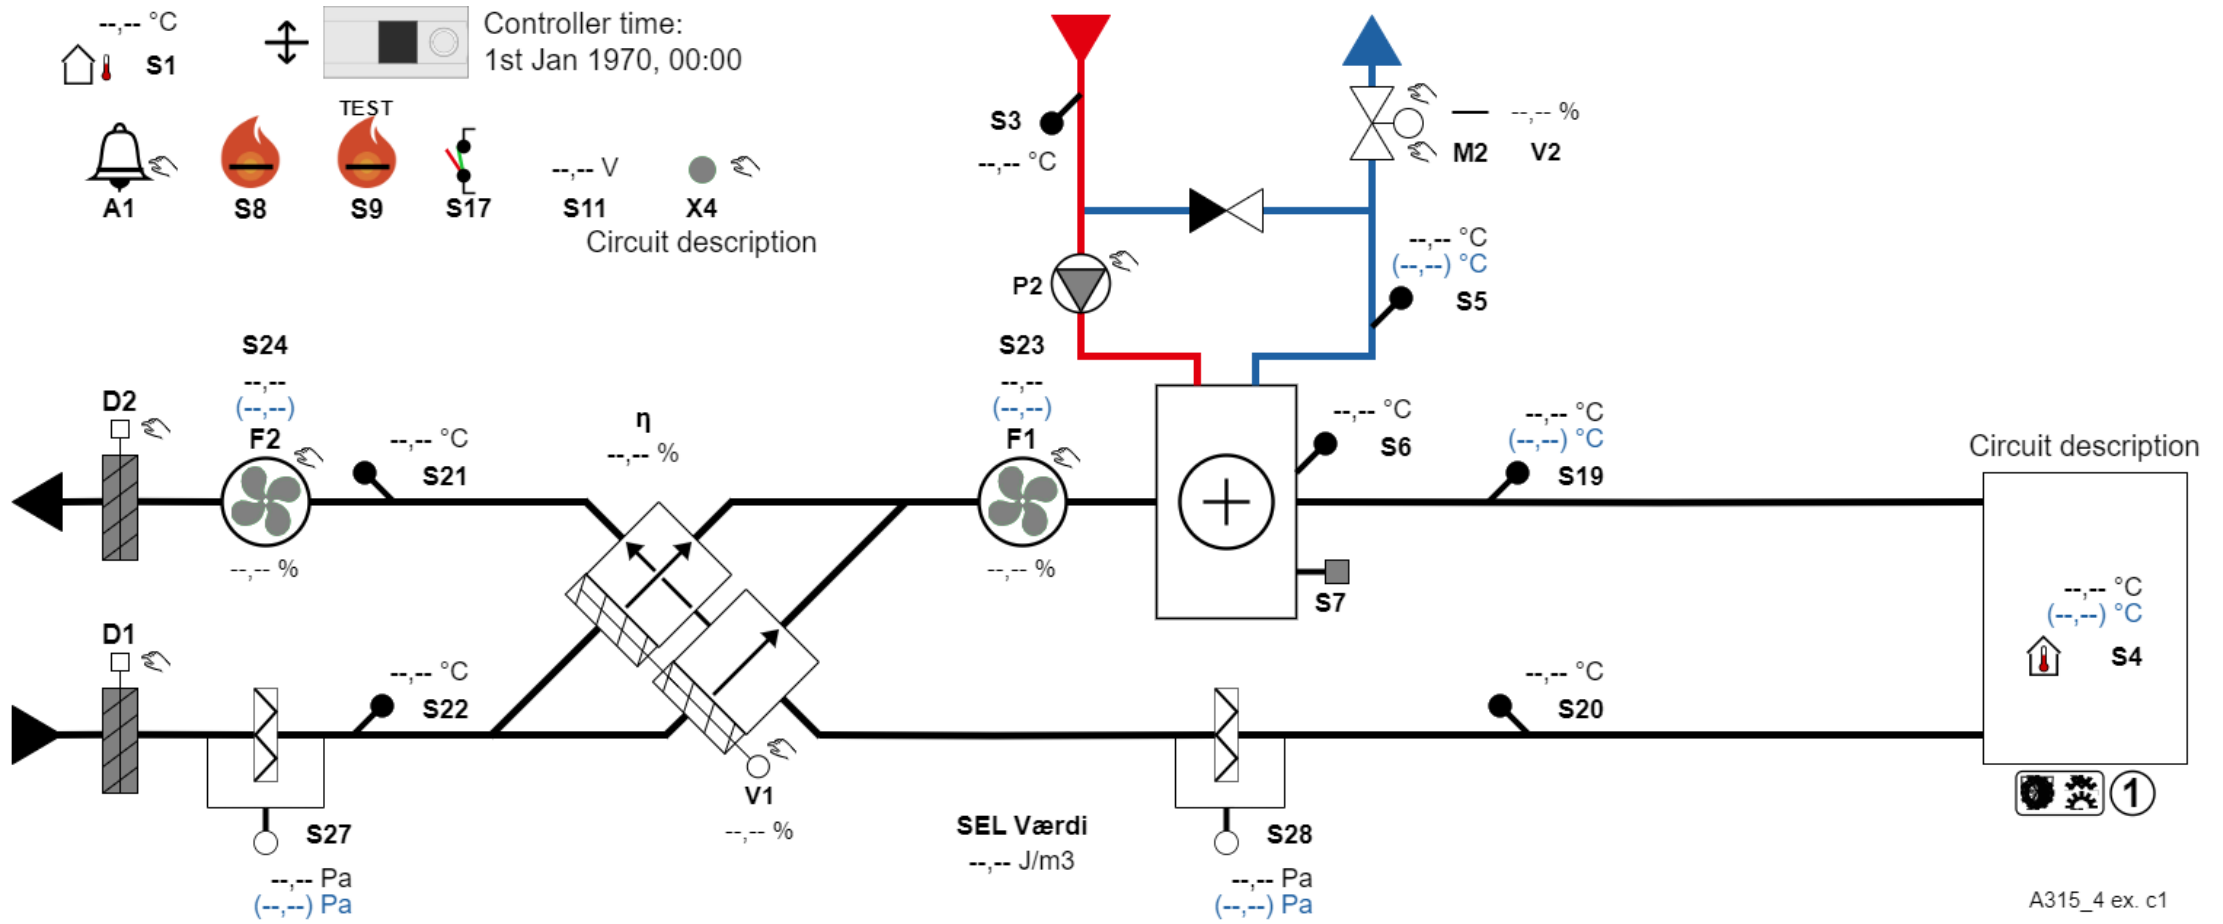 --,-- °C
S1
Controller time:
1st Jan 1970, 00:00
TEST
A1
S8
S9
S17
--,-- V
S11
X4
Circuit description
S3
--,-- °C
--,-- %
M2
V2
--,-- °C
(--,--) °C
S5
P2
S24
--,--
(--,--)
F2
--,-- %
D2
--,-- °C
S21
η
--,-- %
S23
--,--
(--,--)
F1
--,-- %
--,-- °C
S6
S7
--,-- °C
(--,--) °C
S19
Circuit description
--,-- °C
(--,--) °C
S4
1
D1
--,-- °C
S22
S27
--,-- Pa
(--,--) Pa
V1
--,-- %
SEL Værdi
--,-- J/m3
S28
--,-- Pa
(--,--) Pa
--,-- °C
S20
A315_4 ex. c1